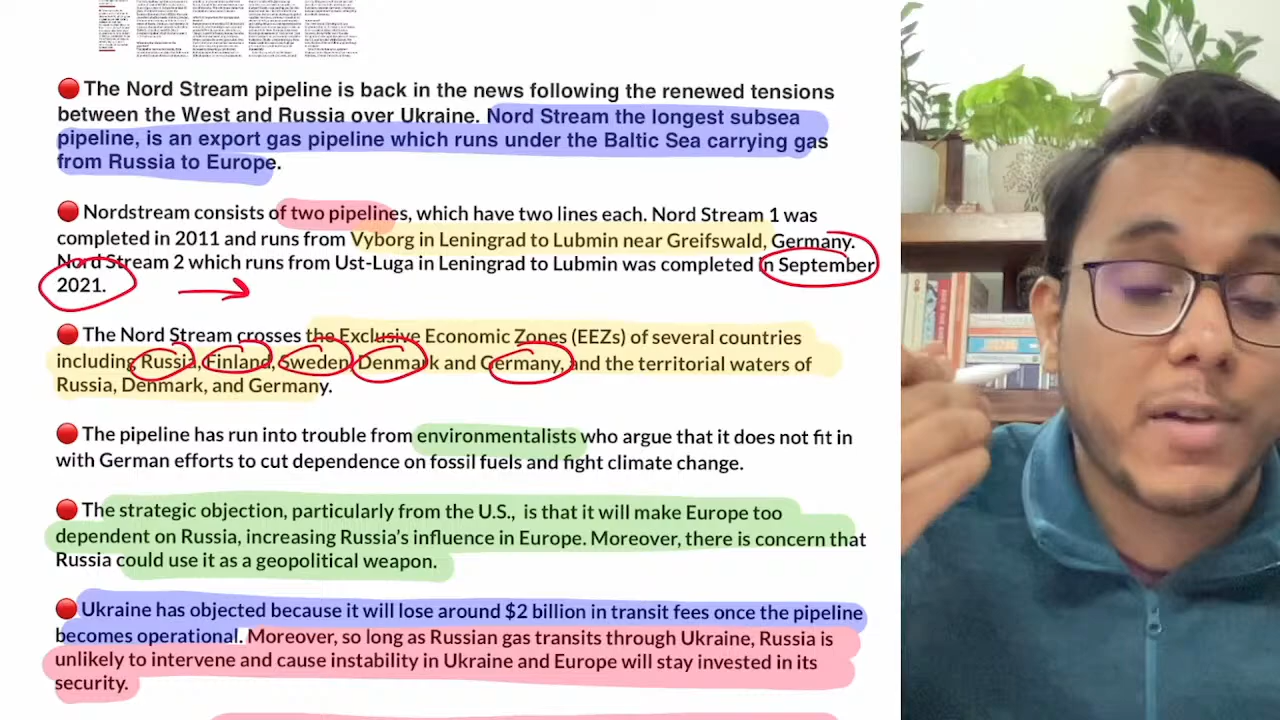 🔴 The Nord Stream pipeline is back in the news following the renewed tensions
between the West and Russia over Ukraine. Nord Stream the longest subsea
pipeline, is an export gas pipeline which runs under the Baltic Sea carrying gas
from Russia to Europe.
🔴 Nordstream consists of two pipelines, which have two lines each. Nord Stream 1 was
completed in 2011 and runs from Vyborg in Leningrad to Lubmin near Greifswald, Germany.
Nord Stream 2 which runs from Ust-Luga in Leningrad to Lubmin was completed in September
2021.
🔴 The Nord Stream crosses the Exclusive Economic Zones (EEZs) of several countries
including Russia, Finland, Sweden, Denmark and Germany, and the territorial waters of
Russia, Denmark, and Germany.
🔴 The pipeline has run into trouble from environmentalists who argue that it does not fit in
with German efforts to cut dependence on fossil fuels and fight climate change.
🔴 The strategic objection, particularly from the U.S., is that it will make Europe too
dependent on Russia, increasing Russia's influence in Europe. Moreover, there is concern that
Russia could use it as a geopolitical weapon.
🔴 Ukraine has objected because it will lose around $2 billion in transit fees once the pipeline
becomes operational. Moreover, so long as Russian gas transits through Ukraine, Russia is
unlikely to intervene and cause instability in Ukraine and Europe will stay invested in its
security.